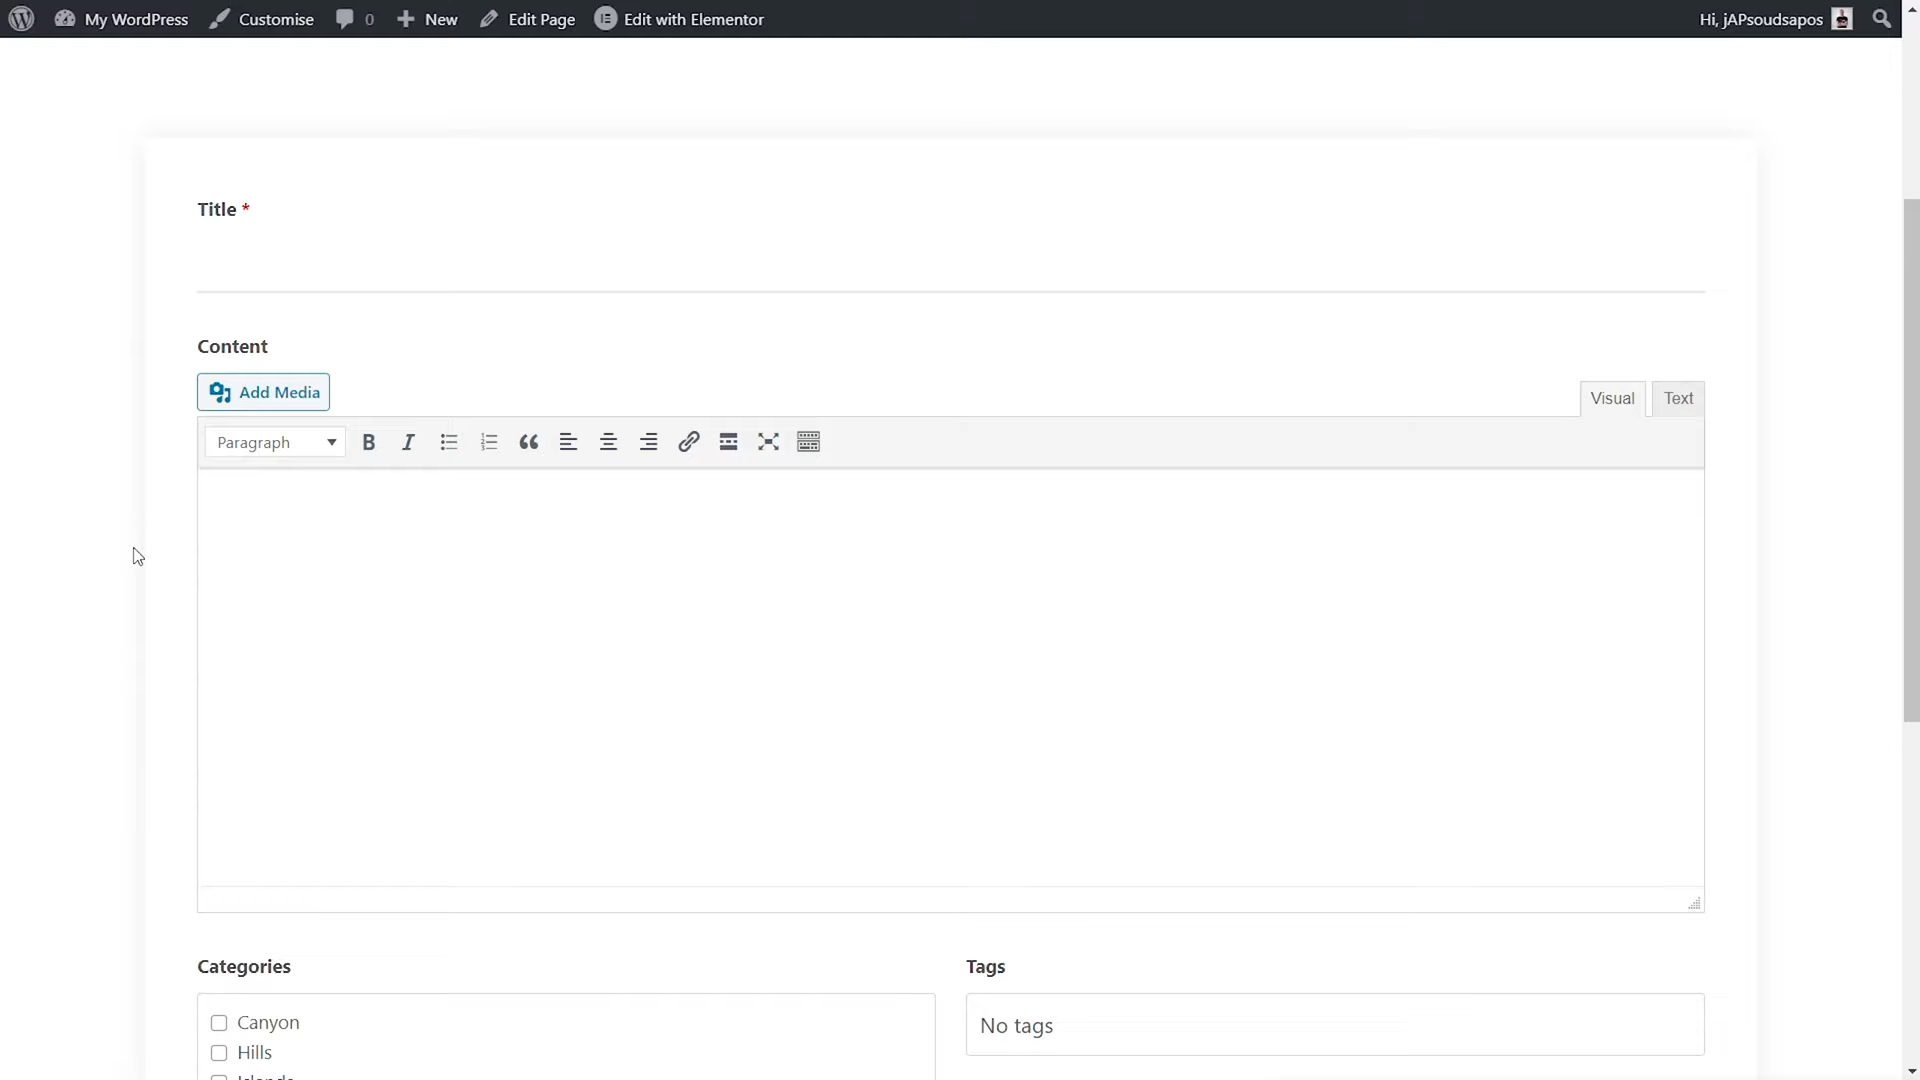 My WordPress Customise 0 New Edit Page Edit with Elementor Hi, jAPsoudsapos
Title *
Content
Add Media
Visual Text
Paragraph
Categories Tags
Canyon No tags
Hills
Islands